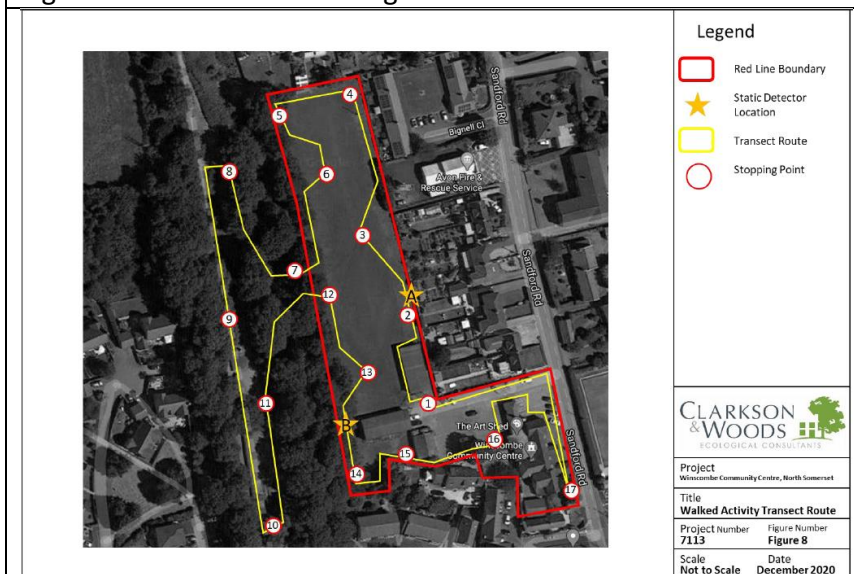 4
5
Sandford Rd
Bignell Cl
8
6
Avon Fire &
Rescue Service
3
7
12
A
Sandford Rd
9
2
13
11
1
B
The Art Shed
16
Community Centre
15
14
Sandford Rd
17
10
Legend
Red Line Boundary
Static Detector
Location
Transect Route
Stopping Point
CLARKSON
&WOODS
ECOLOGICAL CONSULTANTS
Project
Winscombe Community Centre, North Somerset
Title
Walked Activity Transect Route
Project Number
7113
Figure Number
Figure 8
Scale
Not to Scale
Date
December 2020